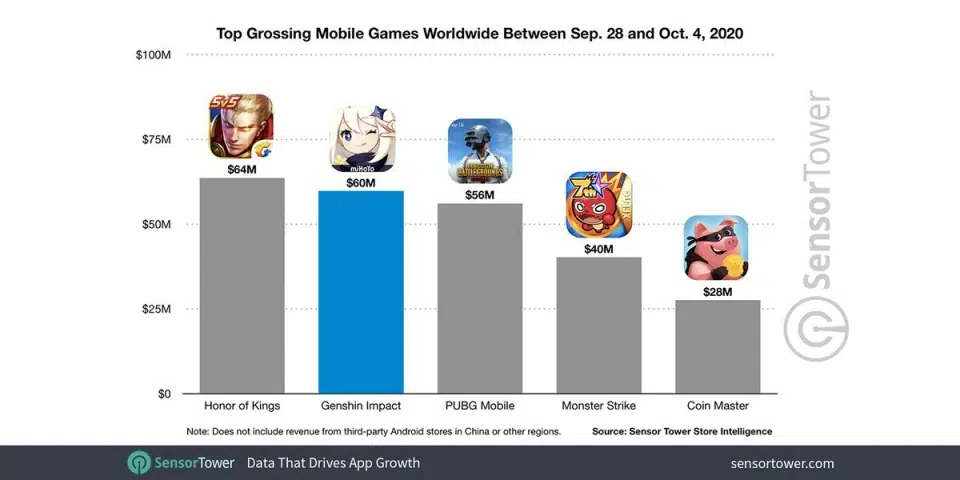 Top Grossing Mobile Games Worldwide Between Sep. 28 and Oct. 4, 2020
$100M
$75M
$50M
$25M
$0
5v5
$64M
miHoYo
$60M
BATTLEGROUNDS
$56M
$40M
$28M
Honor of Kings
Genshin Impact
PUBG Mobile
Monster Strike
Coin Master
Note: Does not include revenue from third-party Android stores in China or other regions.
Source: Sensor Tower Store Intelligence
SensorTower
SensorTower
Data That Drives App Growth
sensortower.com